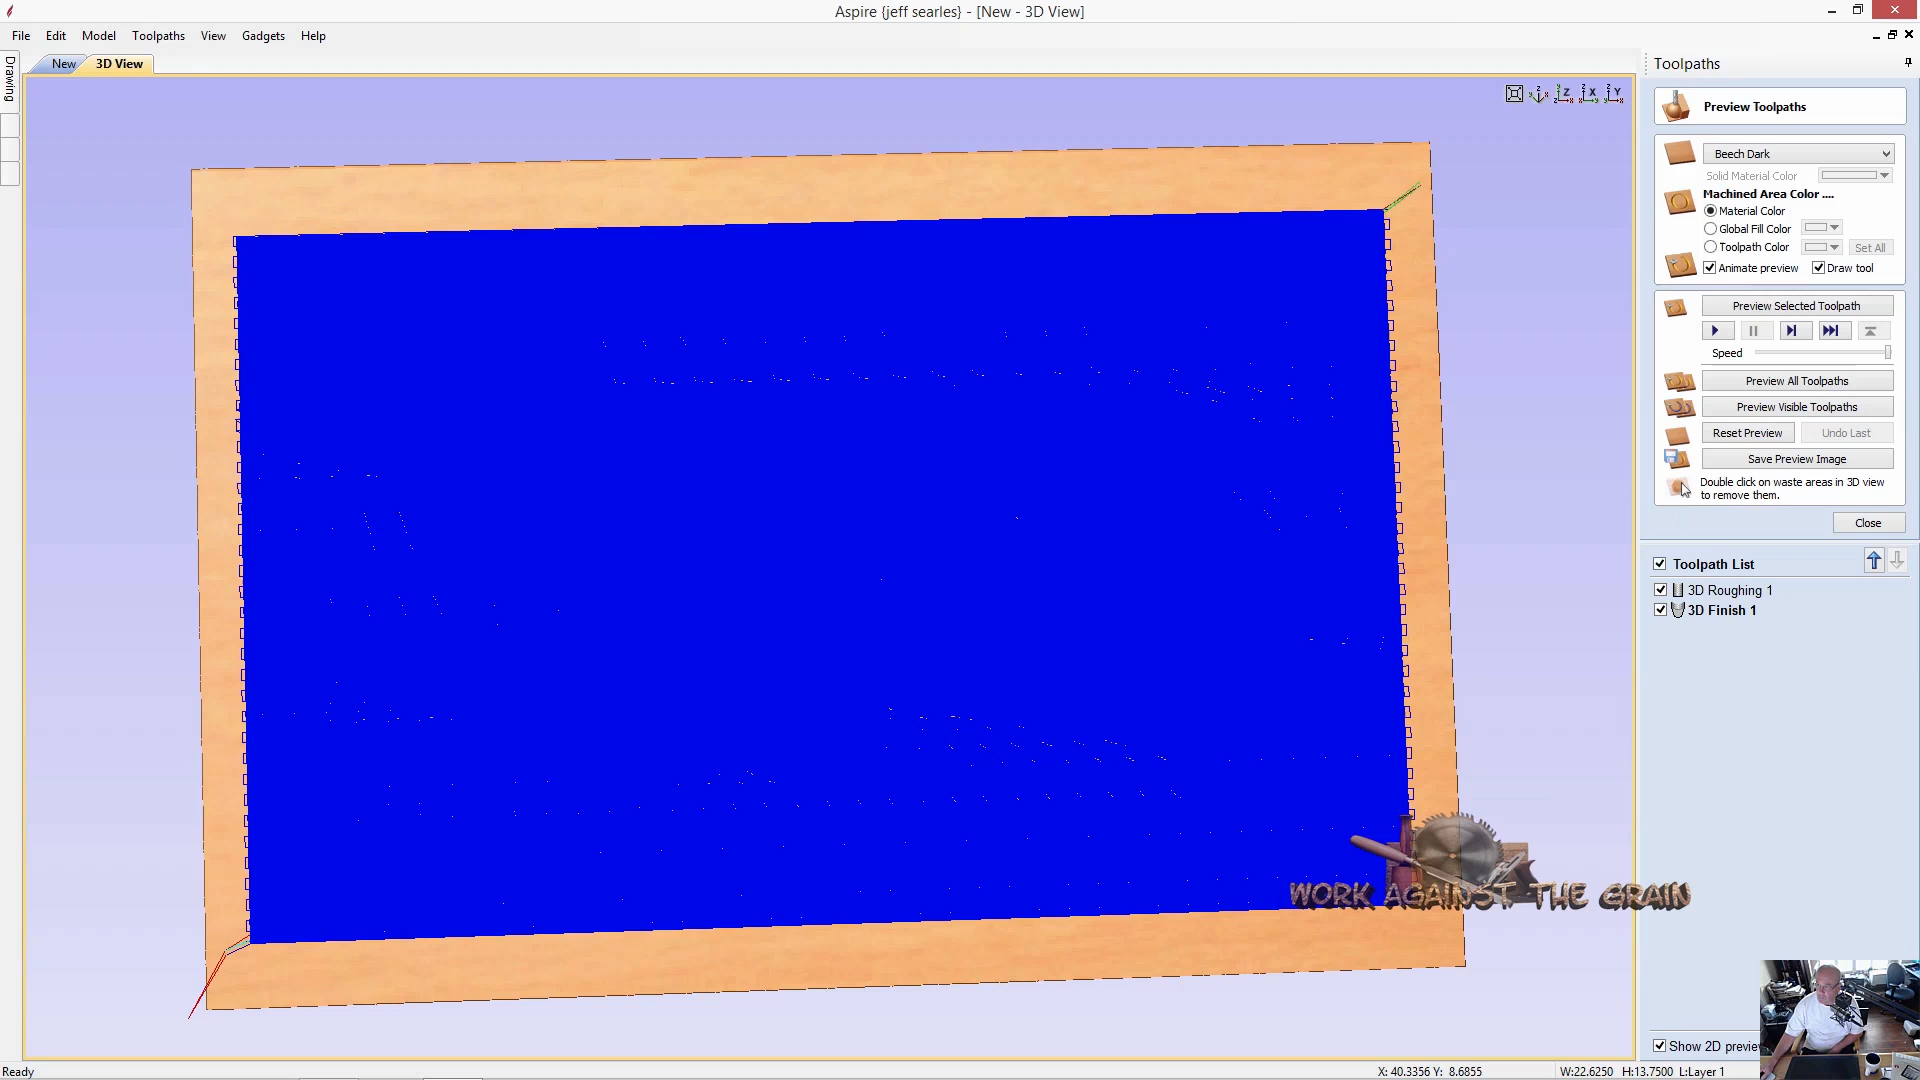 Aspire {jeff searles} - [New - 3D View]
File Edit Model Toolpaths View Gadgets Help
Drawing
New 3D View
Toolpaths
Preview Toolpaths
Beech Dark
Solid Material Color
Machined Area Color ....
Material Color
Global Fill Color
Toolpath Color Set All
Animate preview Draw tool
Preview Selected Toolpath
Speed
Preview All Toolpaths
Preview Visible Toolpaths
Reset Preview Undo Last
Save Preview Image
Double click on waste areas in 3D view
to remove them.
Close
Toolpath List
3D Roughing 1
3D Finish 1
WORK AGAINST THE GRAIN
Show 2D
Ready X: 40.3356 Y: 8.6855 W:22.6250 H:13.7500 L:Layer 1